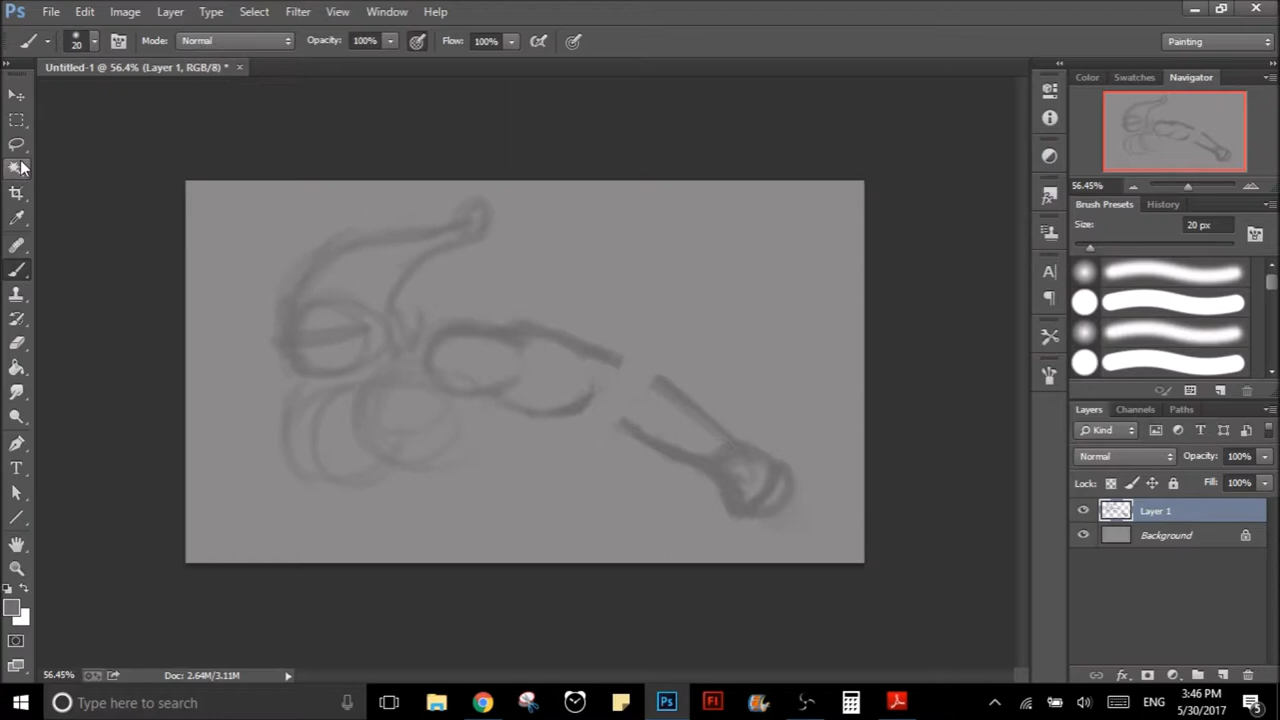 Ps File Edit Image Layer Type Select Filter View Window Help
20 Mode: Normal Opacity: 100% Flow: 100% Painting
Untitled-1 @ 56.4% (Layer 1, RGB/8) * ×
Color Swatches Navigator
56.45%
Brush Presets History
Size: 20 px
Layers Channels Paths
Kind
Normal Opacity: 100%
Lock: Fill: 100%
Layer 1
Background
56.45% Doc: 2.64M/3.11M
Type here to search Ps Fl ENG 3:46 PM
5/30/2017 5